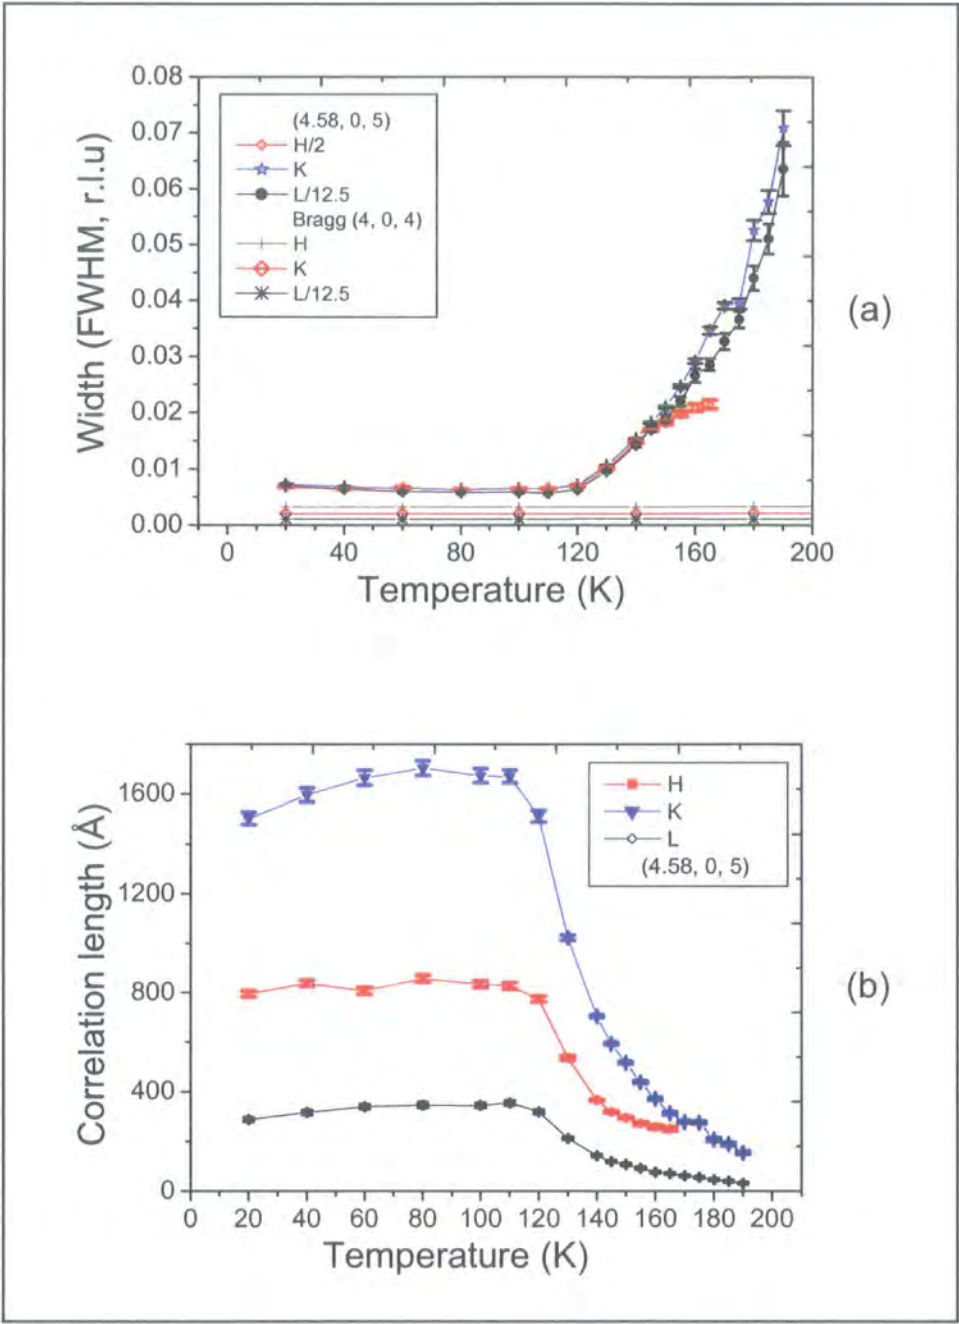 0.08
0.07
0.06
0.05
0.04
0.03
0.02
0.01
0.00
Width (FWHM, r.l.u)
(4.58, 0, 5)
H/2
K
L/12.5
Bragg (4, 0, 4)
H
K
L/12.5
0 40 80 120 160 200
Temperature (K)
(a)
1600
1200
800
400
0
Correlation length (Å)
H
K
L
(4.58, 0, 5)
0 20 40 60 80 100 120 140 160 180 200
Temperature (K)
(b)